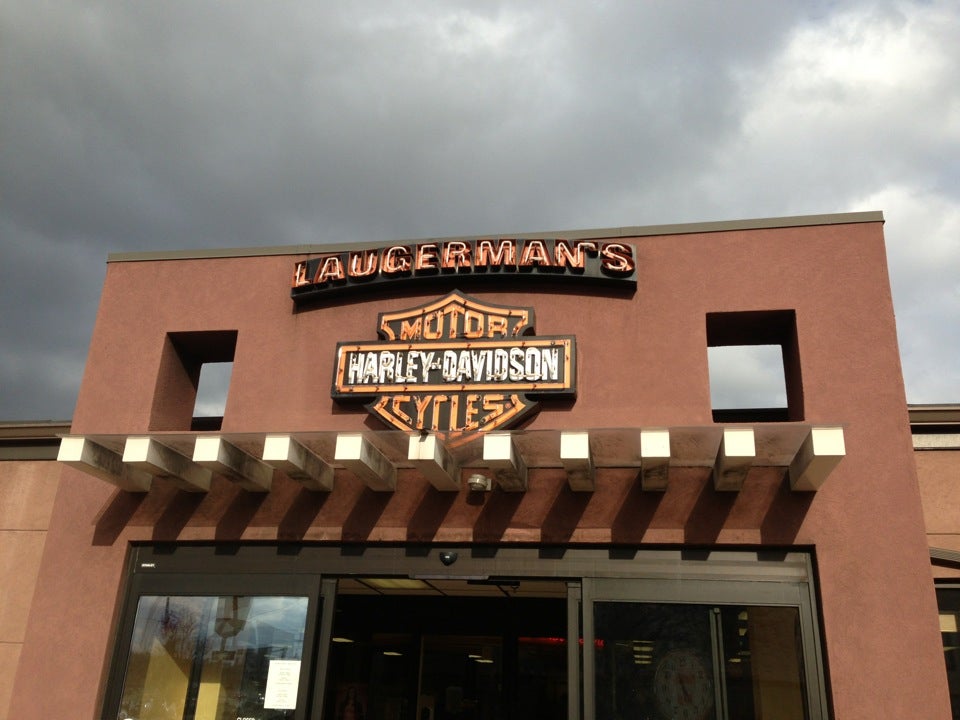 LAUGERMAN'S
MOTOR
HARLEY-DAVIDSON
CYCLES